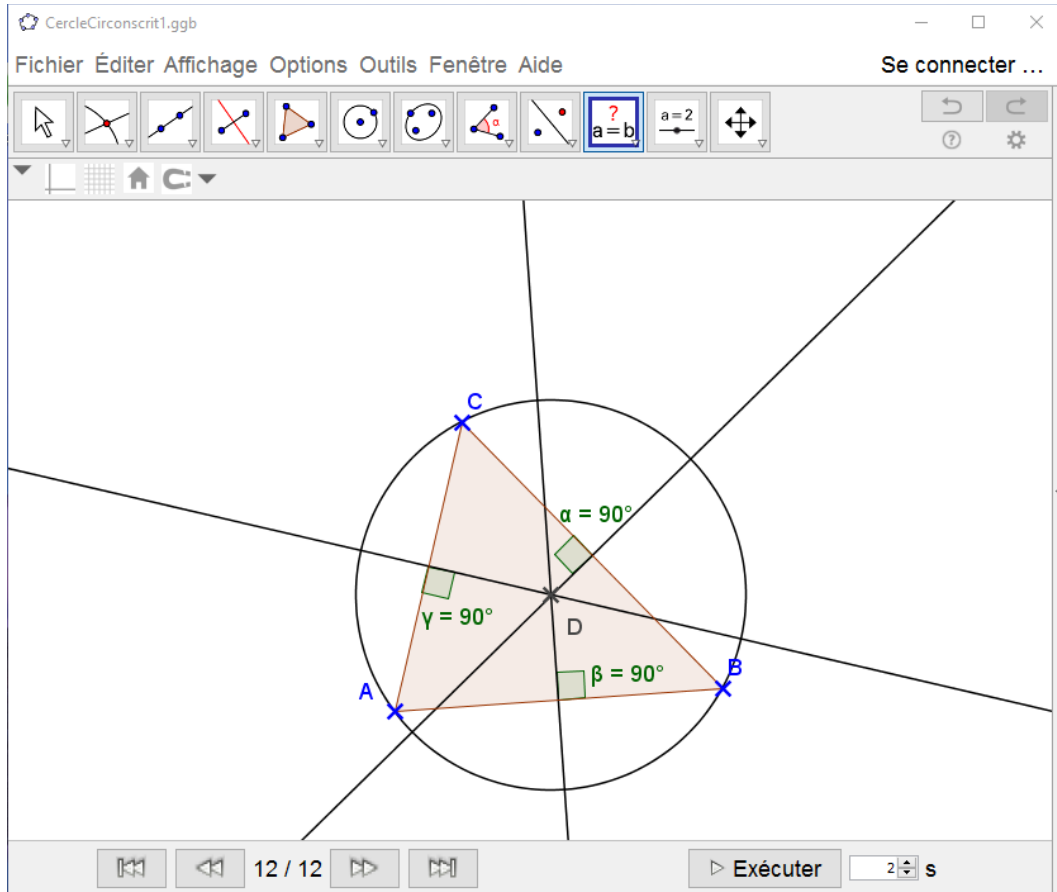 CercleCirconscrit1.ggb
Fichier Éditer Affichage Options Outils Fenêtre Aide Se connecter ...
α ? a=b a=2
?
C
α = 90°
γ = 90°
D
β = 90°
B
A
12 / 12 Exécuter 2 s